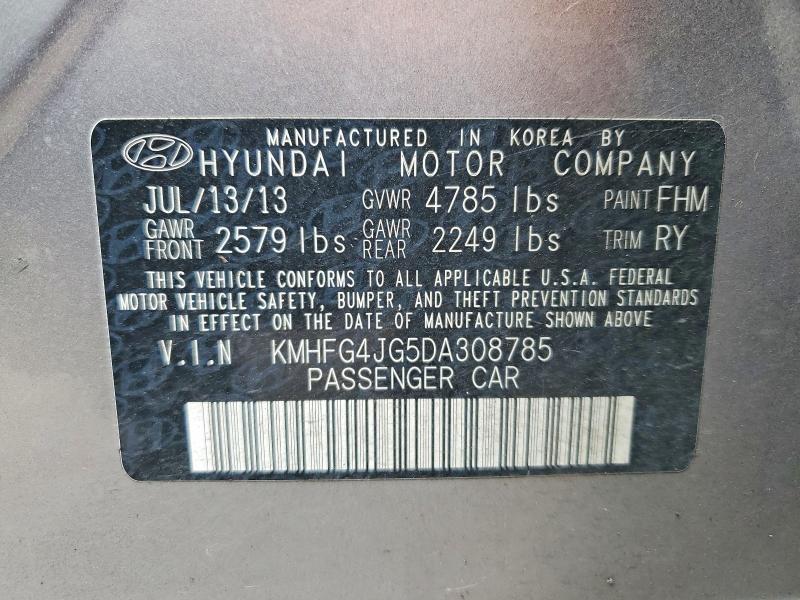 MANUFACTURED IN KOREA BY
HYUNDAI MOTOR COMPANY
JUL/13/13 GVWR 4785 lbs PAINT FHM
GAWR FRONT 2579 lbs GAWR REAR 2249 lbs TRIM RY
THIS VEHICLE CONFORMS TO ALL APPLICABLE U.S.A. FEDERAL
MOTOR VEHICLE SAFETY, BUMPER, AND THEFT PREVENTION STANDARDS
IN EFFECT ON THE DATE OF MANUFACTURE SHOWN ABOVE
V.I.N KMHFG4JG5DA308785
PASSENGER CAR